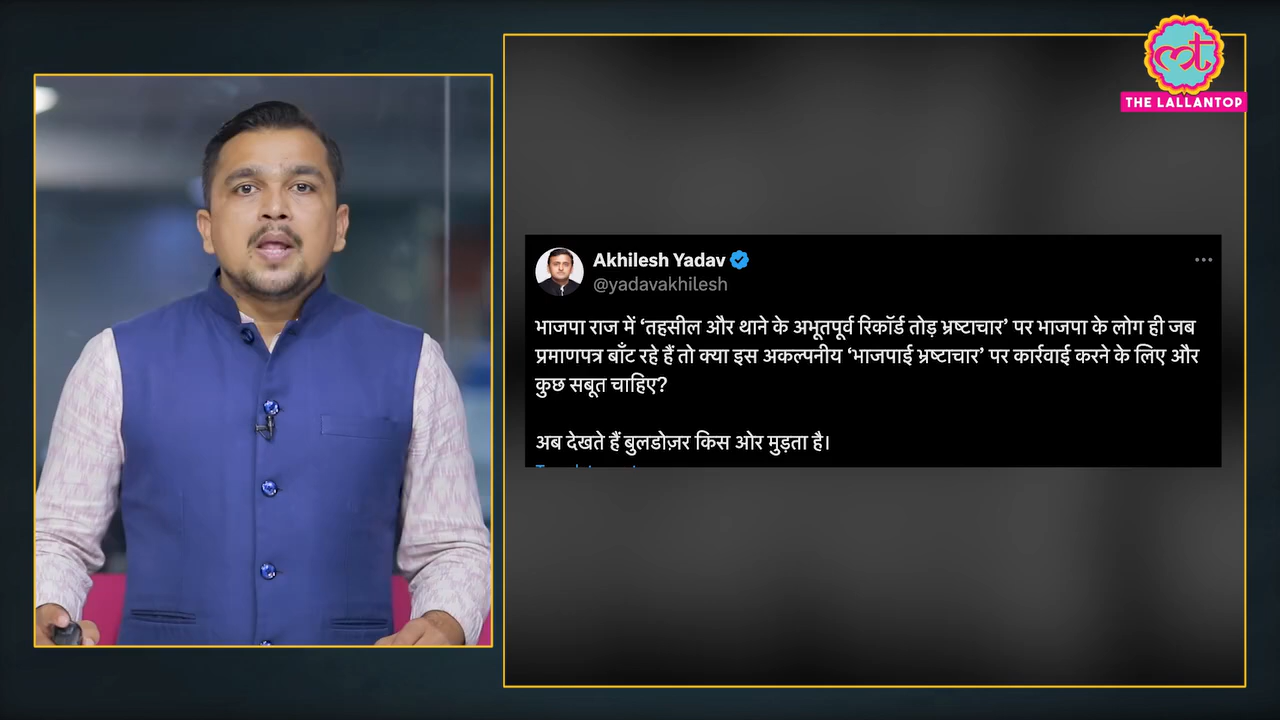 mt
THE LALLANTOP
Akhilesh Yadav
@yadavakhilesh
भाजपा राज में ‘तहसील और थाने के अभूतपूर्व रिकॉर्ड तोड़ भ्रष्टाचार’ पर भाजपा के लोग ही जब
प्रमाणपत्र बाँट रहे हैं तो क्या इस अकल्पनीय ‘भाजपाई भ्रष्टाचार’ पर कार्रवाई करने के लिए और
कुछ सबूत चाहिए?
अब देखते हैं बुलडोज़र किस ओर मुड़ता है।